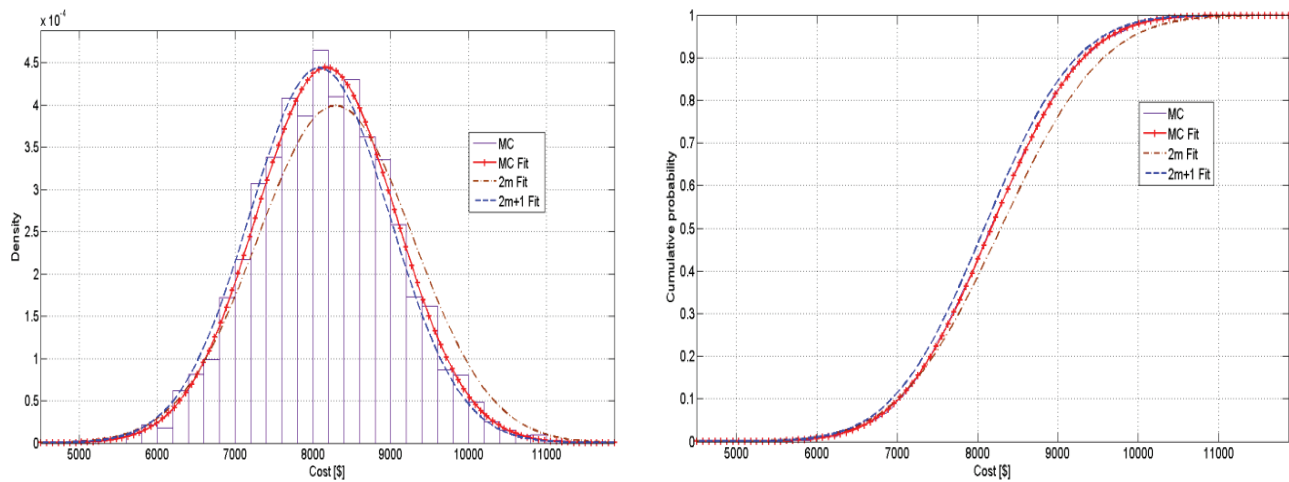 x 10^-4
4.5
4
3.5
3
2.5
2
1.5
1
0.5
0
Density
5000 6000 7000 8000 9000 10000 11000
Cost [$]
MC
MC Fit
2m Fit
2m+1 Fit
1
0.9
0.8
0.7
0.6
0.5
0.4
0.3
0.2
0.1
0
Cumulative probability
5000 6000 7000 8000 9000 10000 11000
Cost [$]
MC
MC Fit
2m Fit
2m+1 Fit